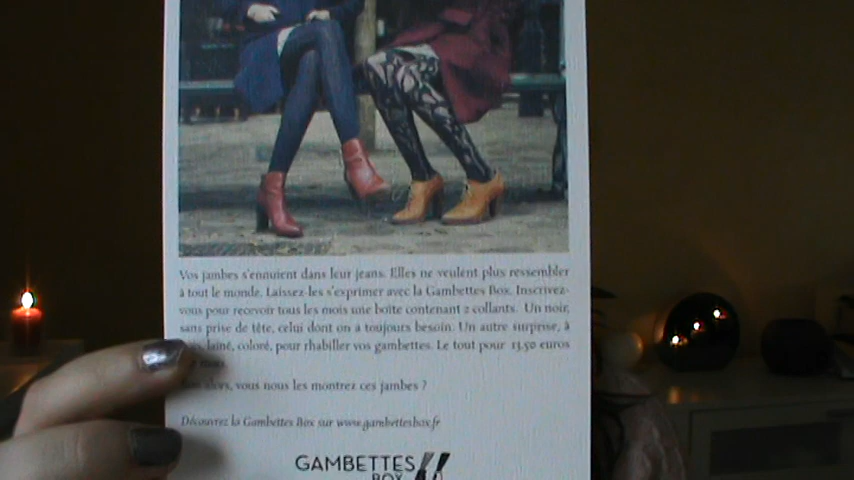 Vos jambes s'ennuient dans leur jeans. Elles ne veulent plus ressembler
à tout le monde. Laissez-les s'exprimer avec la Gambettes Box. Inscrivez-
vous pour recevoir tous les mois une boîte contenant 2 collants. Un noir,
sans prise de tête, celui dont on à toujours besoin. Un autre surprise, à
lainé, coloré, pour rhabiller vos gambettes. Le tout pour 13.50 euros
alors, vous nous les montrez ces jambes ?
Découvrez la Gambettes Box sur www.gambettesbox.fr
GAMBETTES
BOX